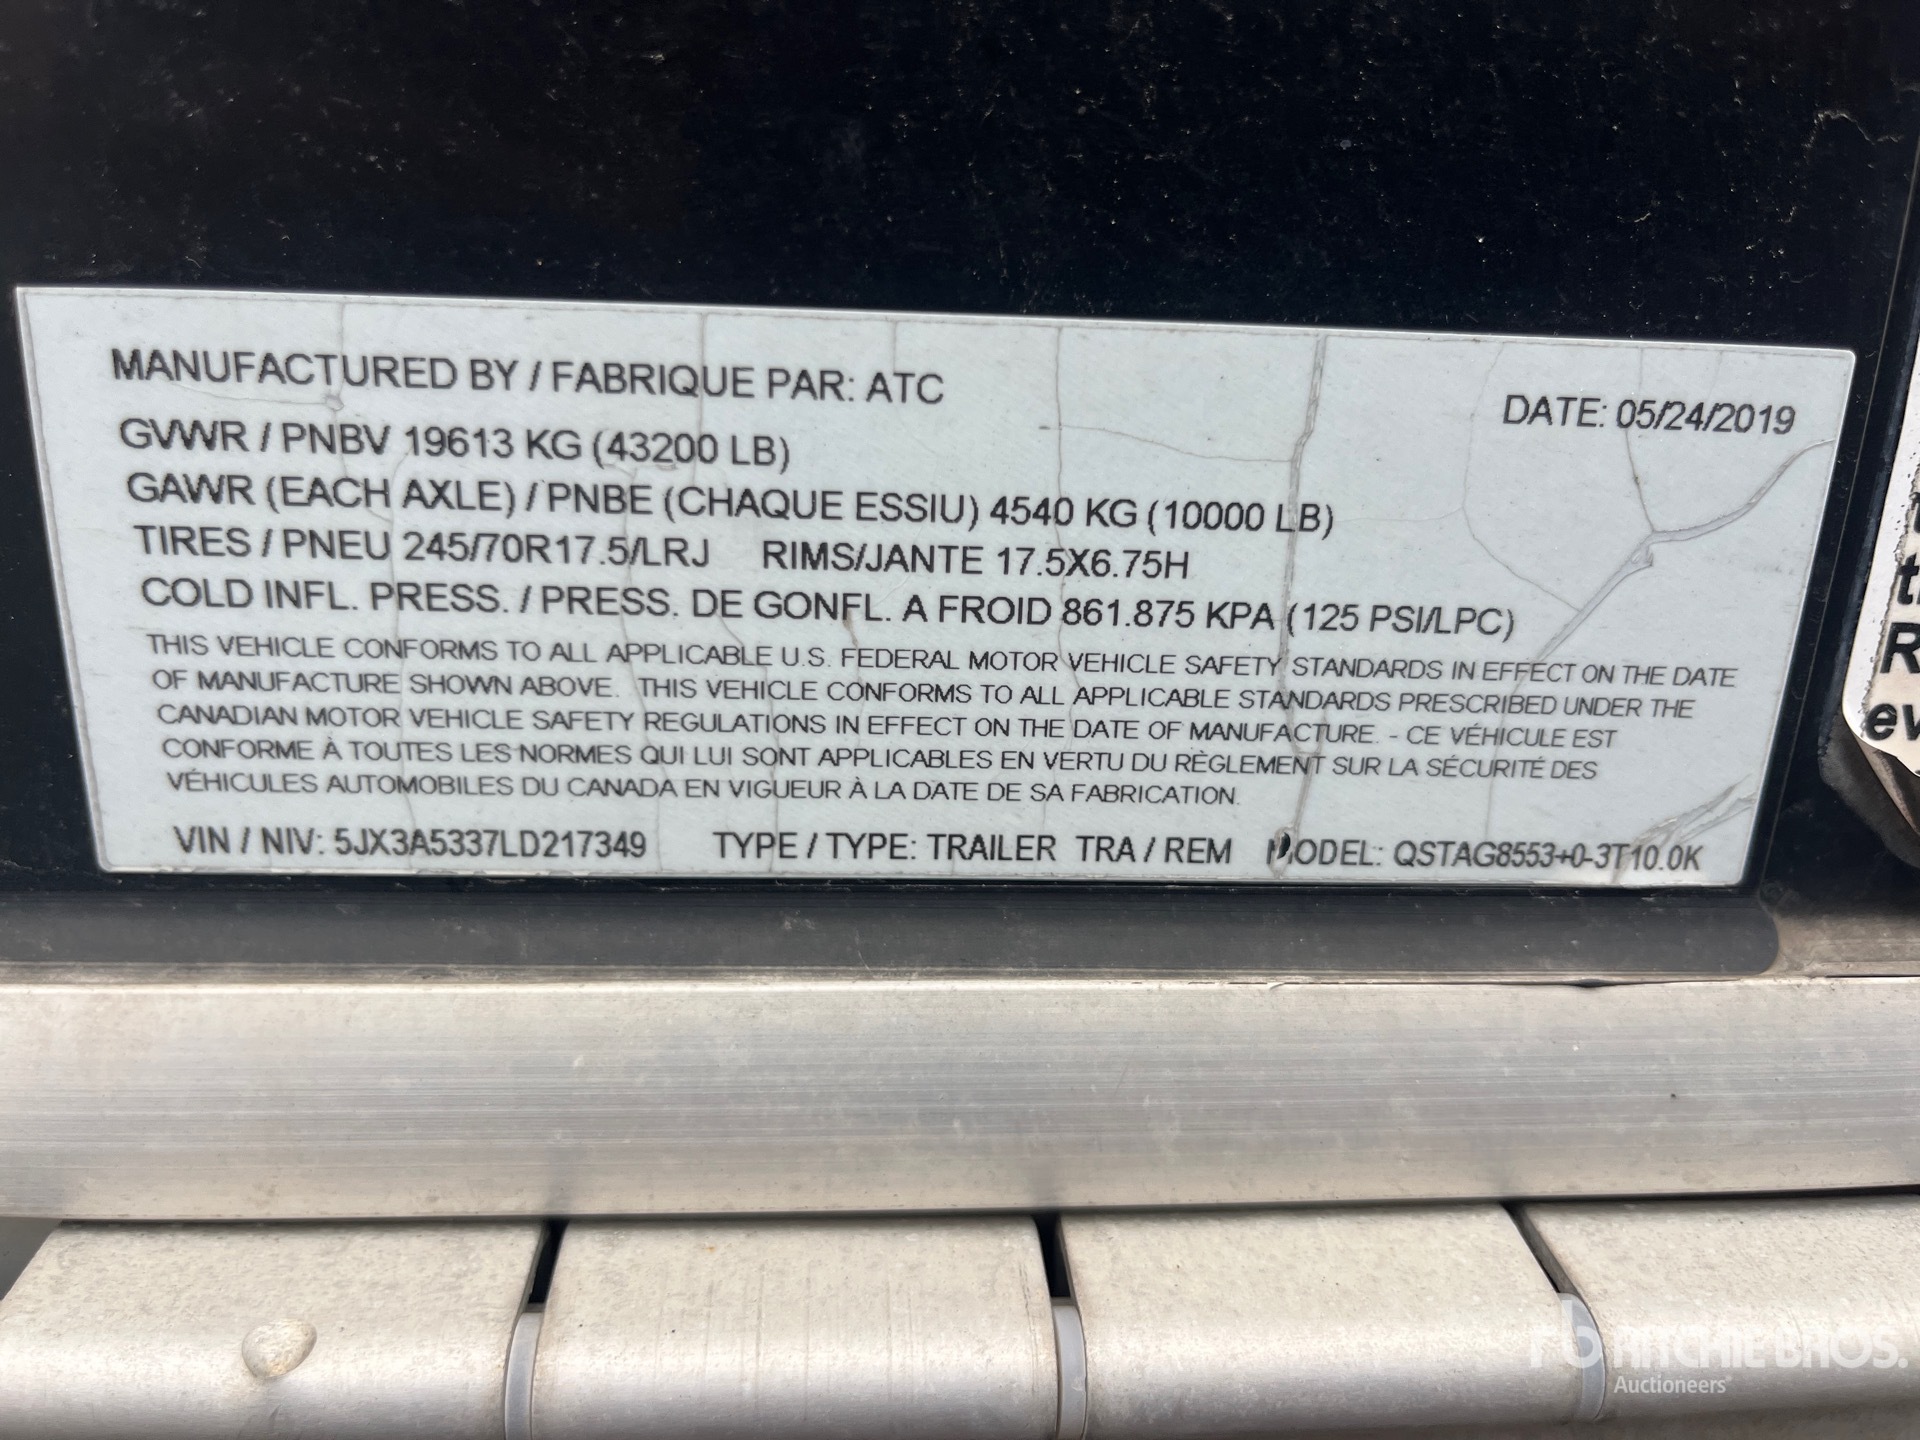 MANUFACTURED BY / FABRIQUE PAR: ATC
DATE: 05/24/2019
GVWR / PNBV 19613 KG (43200 LB)
GAWR (EACH AXLE) / PNBE (CHAQUE ESSIU) 4540 KG (10000 LB)
TIRES / PNEU 245/70R17.5/LRJ RIMS/JANTE 17.5X6.75H
COLD INFL. PRESS. / PRESS. DE GONFL. A FROID 861.875 KPA (125 PSI/LPC)
THIS VEHICLE CONFORMS TO ALL APPLICABLE U.S. FEDERAL MOTOR VEHICLE SAFETY STANDARDS IN EFFECT ON THE DATE
OF MANUFACTURE SHOWN ABOVE. THIS VEHICLE CONFORMS TO ALL APPLICABLE STANDARDS PRESCRIBED UNDER THE
CANADIAN MOTOR VEHICLE SAFETY REGULATIONS IN EFFECT ON THE DATE OF MANUFACTURE. - CE VÉHICULE EST
CONFORME À TOUTES LES NORMES QUI LUI SONT APPLICABLES EN VERTU DU RÈGLEMENT SUR LA SÉCURITÉ DES
VÉHICULES AUTOMOBILES DU CANADA EN VIGUEUR À LA DATE DE SA FABRICATION.
VIN / NIV: 5JX3A5337LD217349 TYPE / TYPE: TRAILER TRA / REM MODEL: QSTAG8553+0-3T10.0K
rb RITCHIE BROS.
Auctioneers